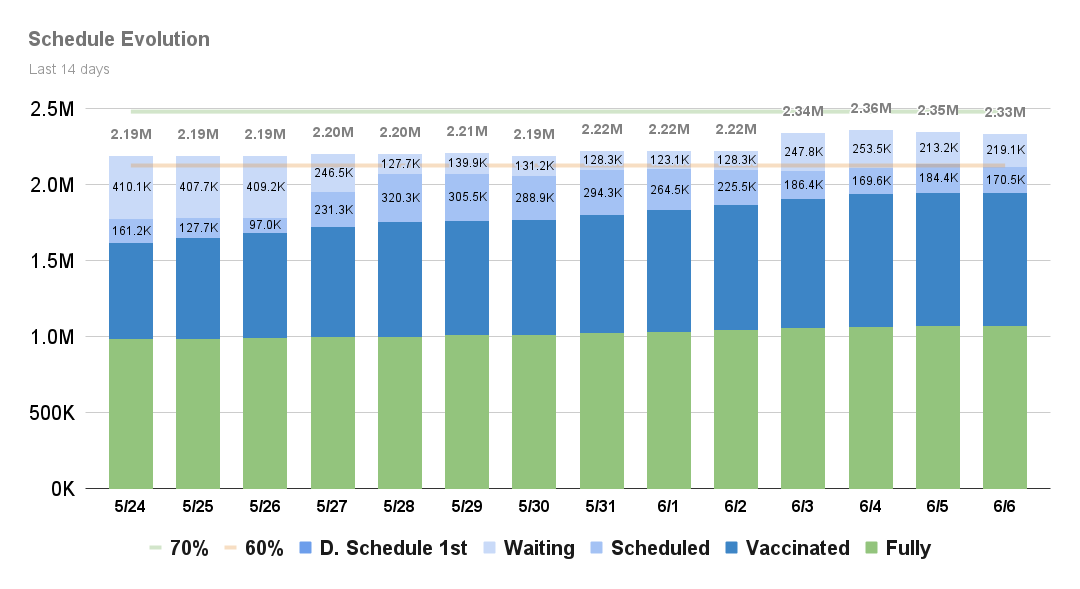 Schedule Evolution
Last 14 days
2.5M
2.0M
1.5M
1.0M
500K
0K
2.19M 2.19M 2.19M 2.20M 2.20M 2.21M 2.19M 2.22M 2.22M 2.22M 2.34M 2.36M 2.35M 2.33M
410.1K 407.7K 409.2K 246.5K 127.7K 139.9K 131.2K 128.3K 123.1K 128.3K 247.8K 253.5K 213.2K 219.1K
161.2K 127.7K 97.0K 231.3K 320.3K 305.5K 288.9K 294.3K 264.5K 225.5K 186.4K 169.6K 184.4K 170.5K
5/24 5/25 5/26 5/27 5/28 5/29 5/30 5/31 6/1 6/2 6/3 6/4 6/5 6/6
70% 60% D. Schedule 1st Waiting Scheduled Vaccinated Fully